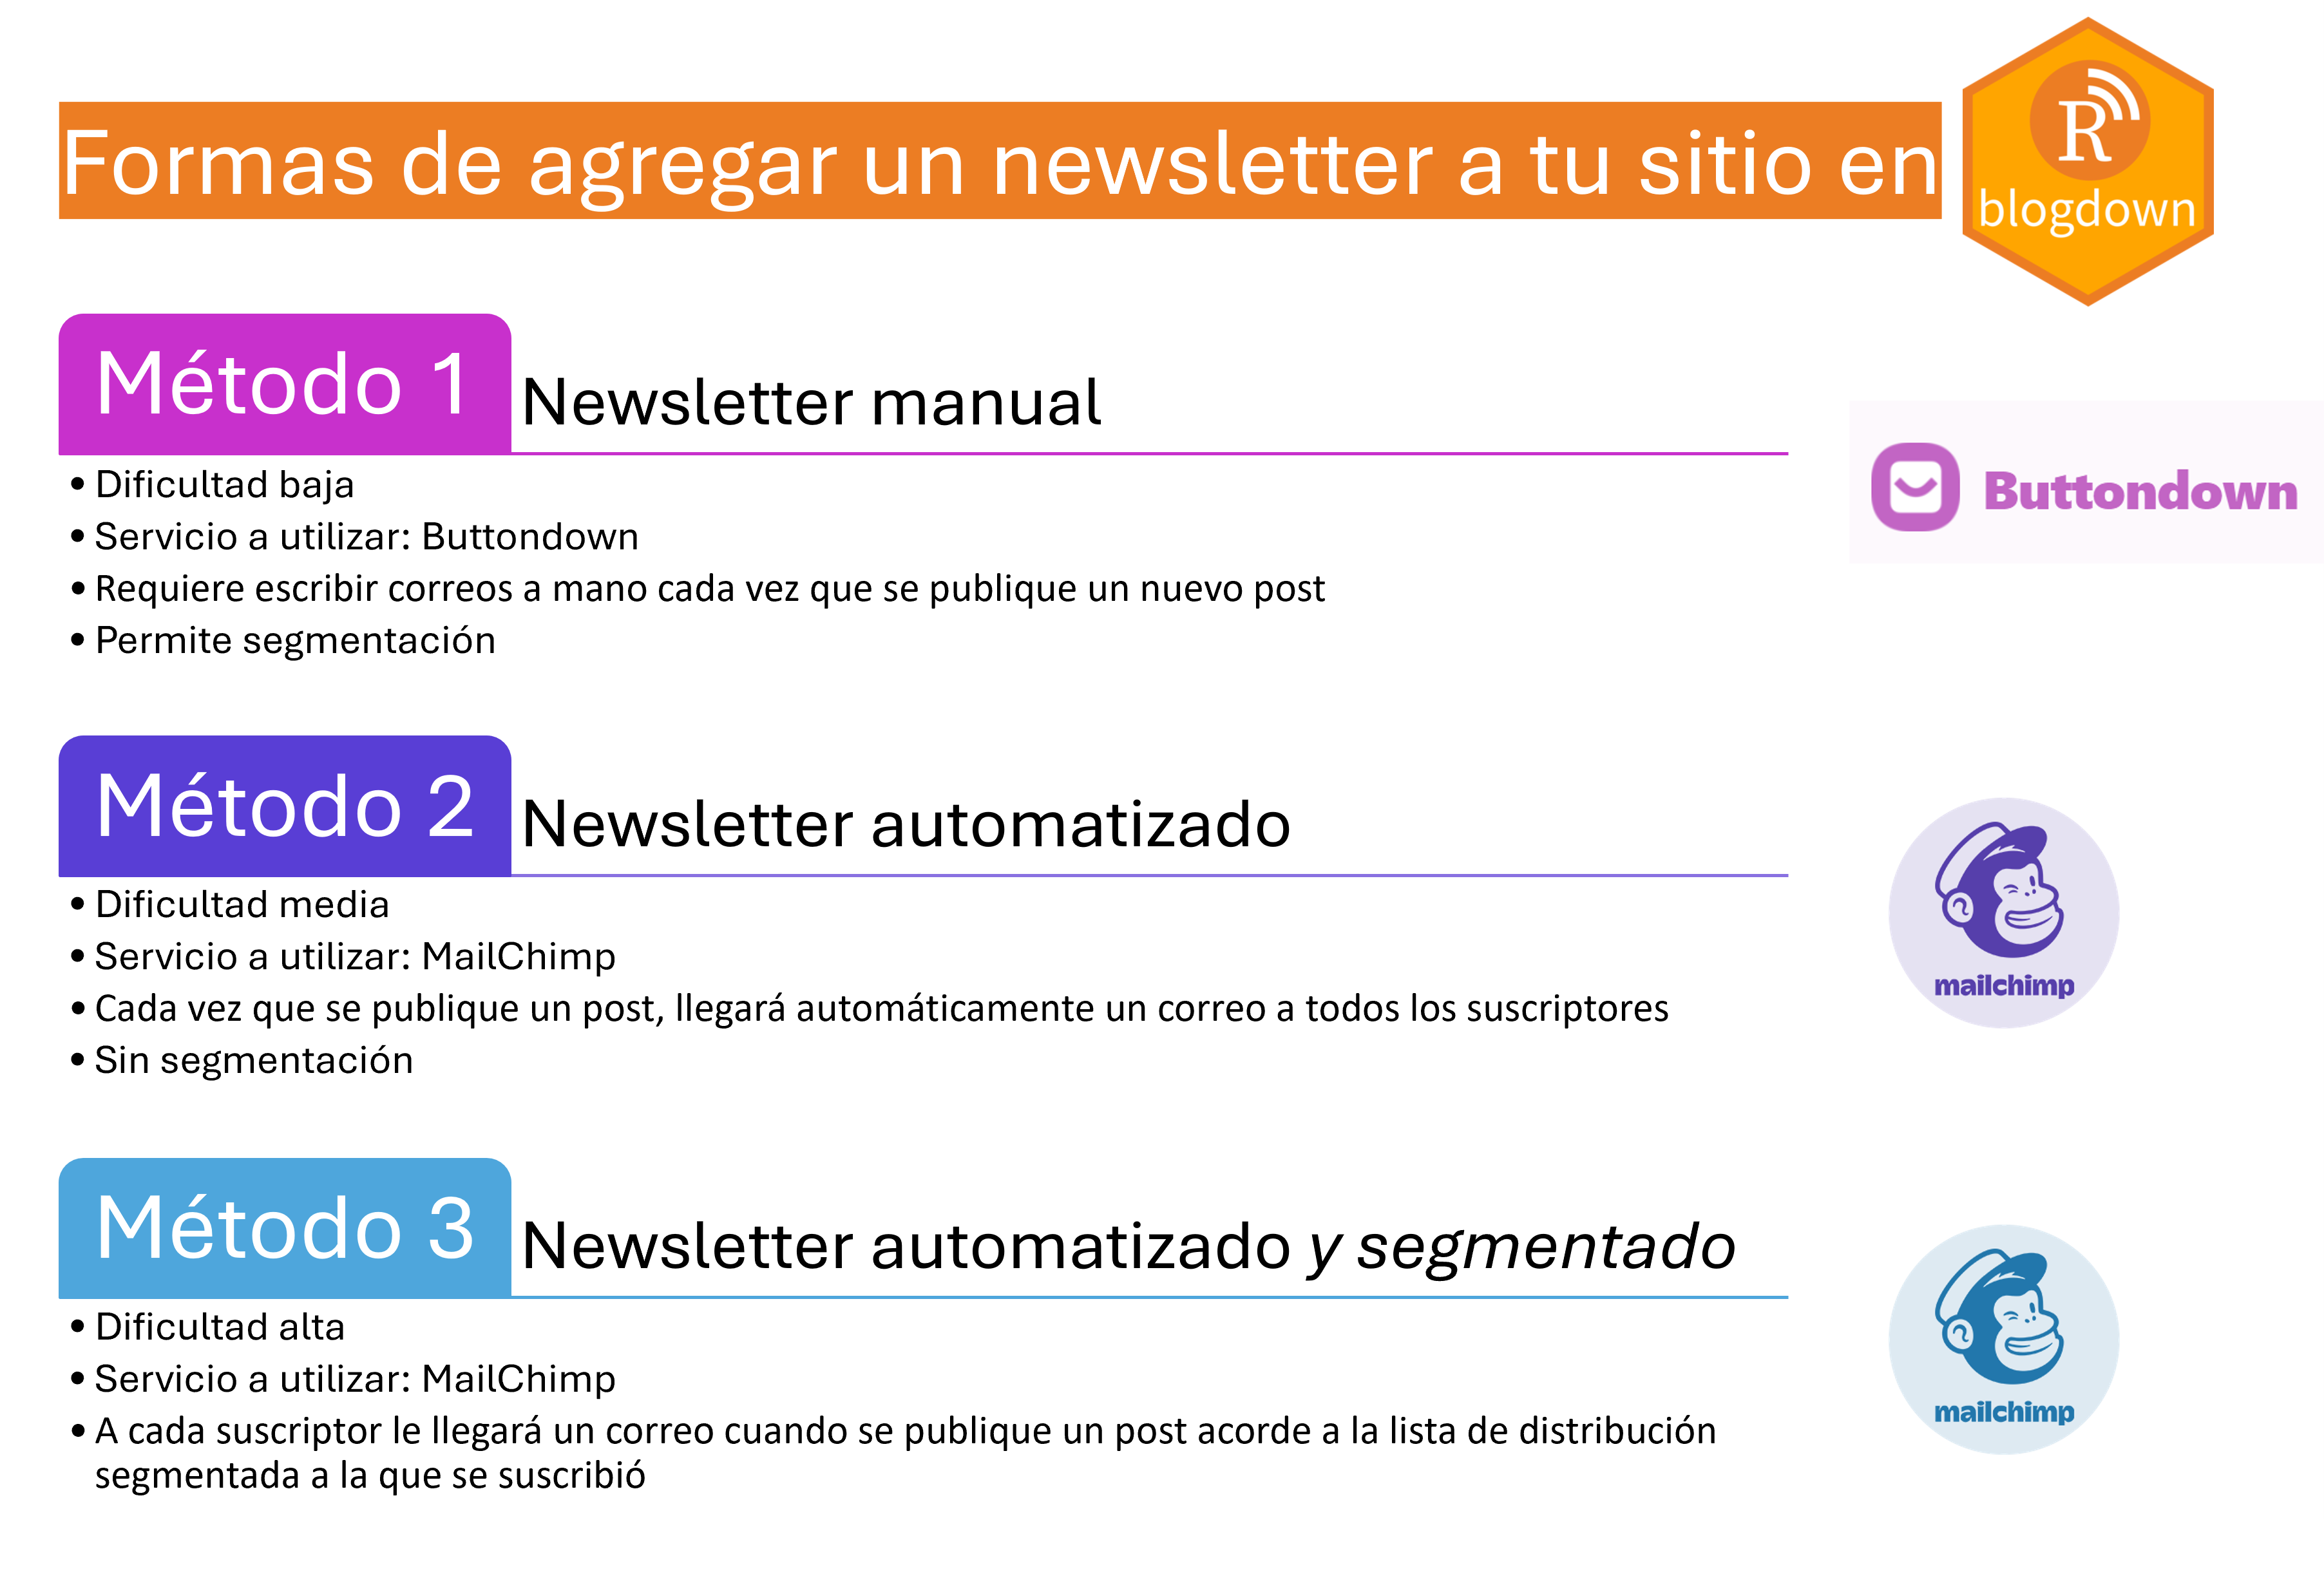 Formas de agregar un newsletter a tu sitio en
R
blogdown
Método 1
Newsletter manual
• Dificultad baja
• Servicio a utilizar: Buttondown
• Requiere escribir correos a mano cada vez que se publique un nuevo post
• Permite segmentación
Buttondown
Método 2
Newsletter automatizado
• Dificultad media
• Servicio a utilizar: MailChimp
• Cada vez que se publique un post, llegará automáticamente un correo a todos los suscriptores
• Sin segmentación
mailchimp
Método 3
Newsletter automatizado y segmentado
• Dificultad alta
• Servicio a utilizar: MailChimp
• A cada suscriptor le llegará un correo cuando se publique un post acorde a la lista de distribución
segmentada a la que se suscribió
mailchimp